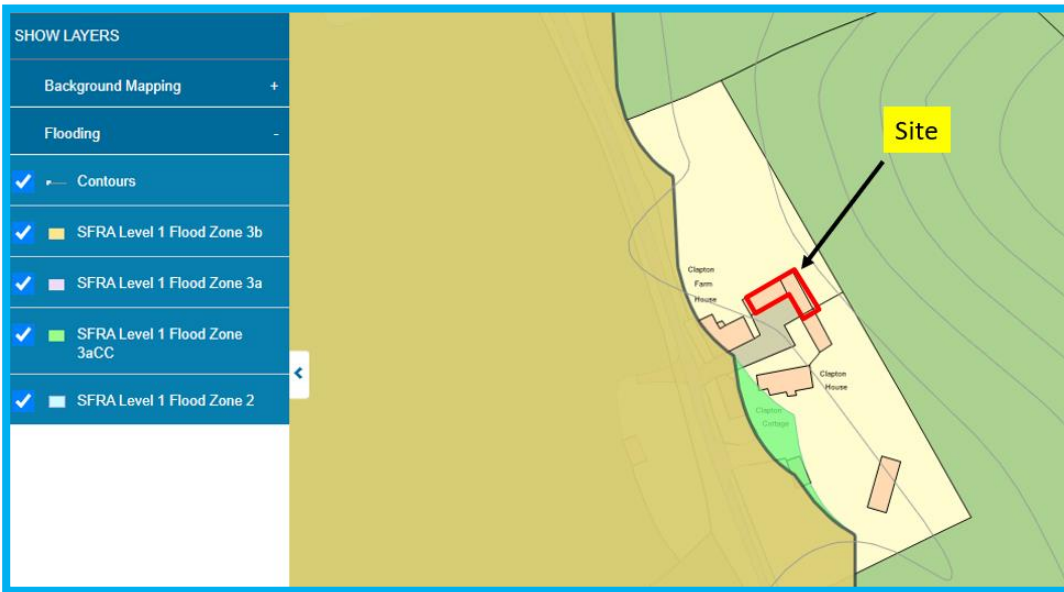 SHOW LAYERS
Background Mapping +
Flooding -
Contours
SFRA Level 1 Flood Zone 3b
SFRA Level 1 Flood Zone 3a
SFRA Level 1 Flood Zone
3aCC
SFRA Level 1 Flood Zone 2
<
Site
Clapton
Farm
House
Clapton
House
Clapton
Cottage